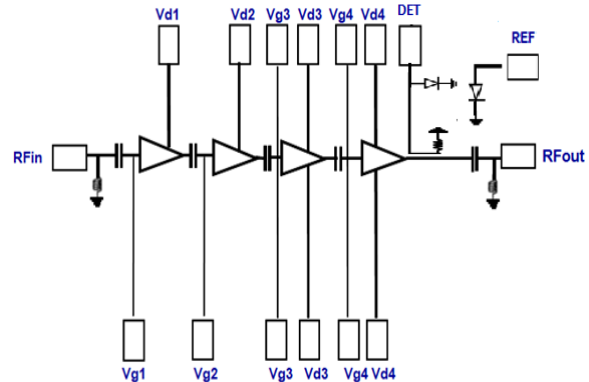 Vd1
Vd2
Vg3
Vd3
Vg4
Vd4
DET
REF
RFin
RFout
Vg1
Vg2
Vg3
Vd3
Vg4
Vd4